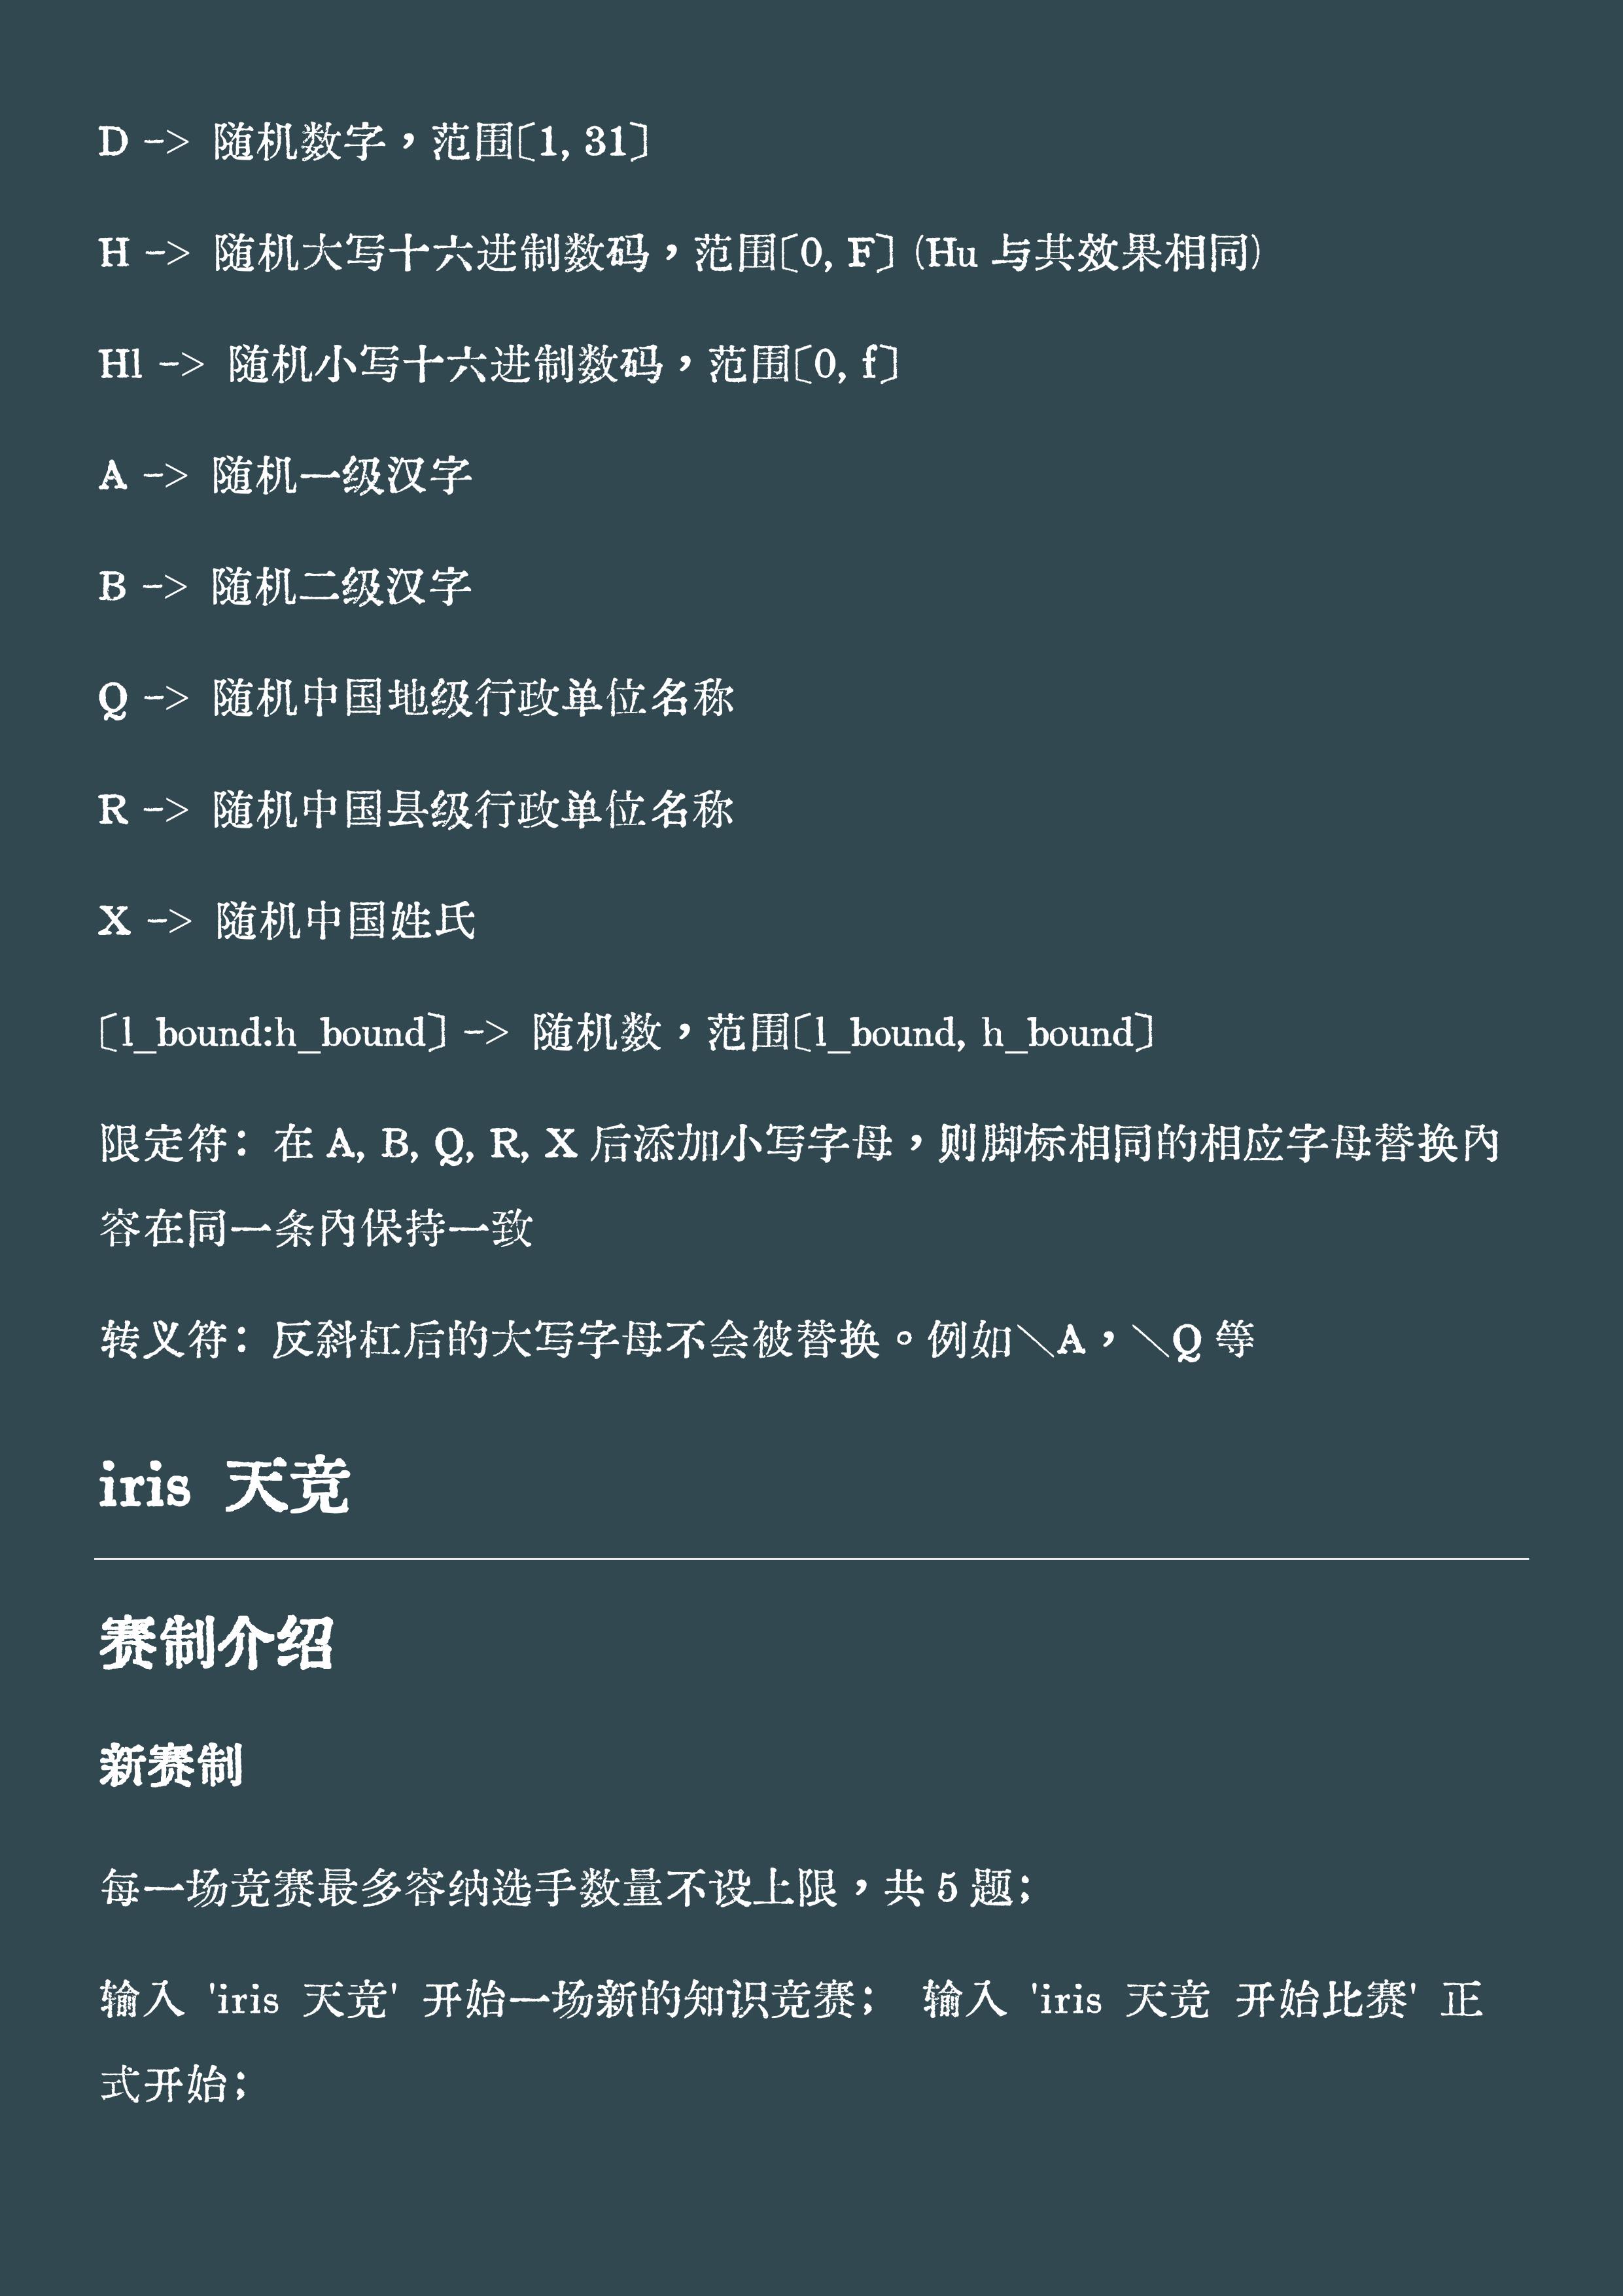 D -> 随机数字，范围[1, 31]
H -> 随机大写十六进制数码，范围[0, F] (Hu 与其效果相同)
Hl -> 随机小写十六进制数码，范围[0, f]
A -> 随机一级汉字
B -> 随机二级汉字
Q -> 随机中国地级行政单位名称
R -> 随机中国县级行政单位名称
X -> 随机中国姓氏
[l_bound:h_bound] -> 随机数，范围[l_bound, h_bound]
限定符：在 A, B, Q, R, X 后添加小写字母，则脚标相同的相应字母替换内
容在同一条内保持一致
转义符：反斜杠后的大写字母不会被替换。例如\A，\Q 等
iris 天竞
赛制介绍
新赛制
每一场竞赛最多容纳选手数量不设上限，共 5 题；
输入 'iris 天竞' 开始一场新的知识竞赛； 输入 'iris 天竞 开始比赛' 正
式开始；